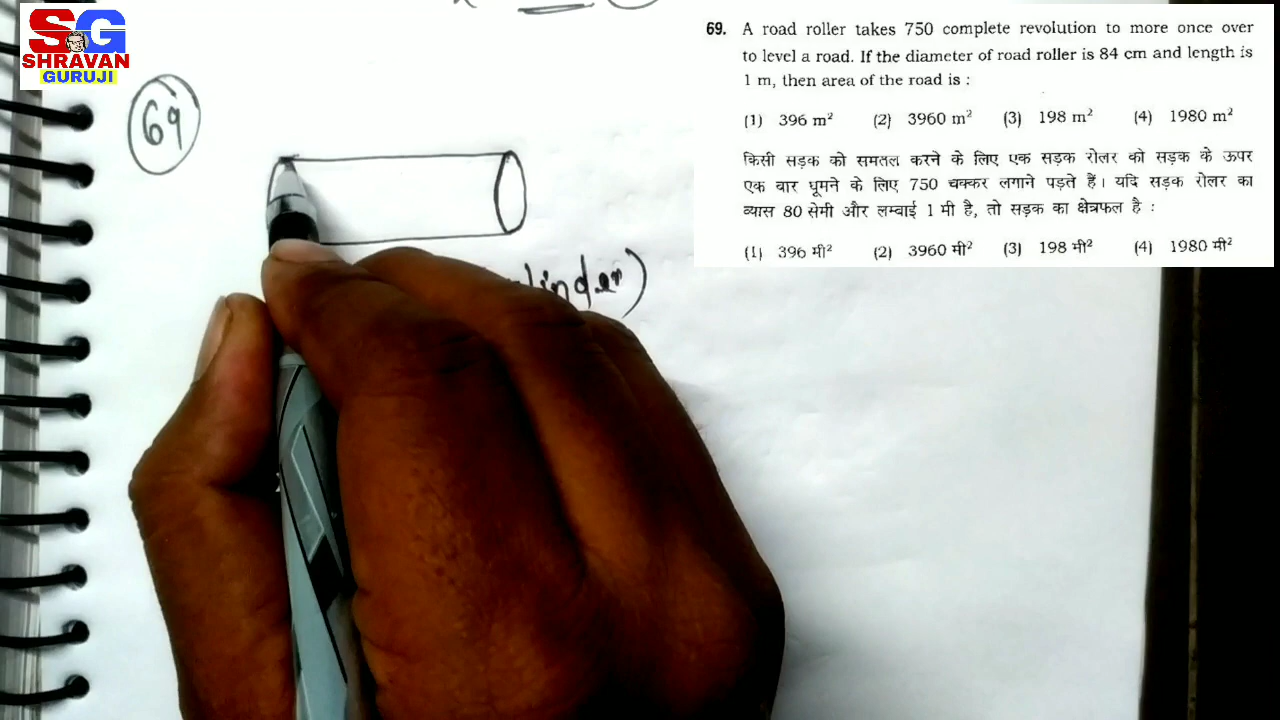 SG
SHRAVAN
GURUJI
69
69. A road roller takes 750 complete revolution to more once over
to level a road. If the diameter of road roller is 84 cm and length is
1 m, then area of the road is :
(1) 396 m² (2) 3960 m² (3) 198 m² (4) 1980 m²
किसी सड़क को समतल करने के लिए एक सड़क रोलर को सड़क के ऊपर
एक बार घूमने के लिए 750 चक्कर लगाने पड़ते हैं। यदि सड़क रोलर का
व्यास 80 सेमी और लम्बाई 1 मी है, तो सड़क का क्षेत्रफल है :
(1) 396 मी² (2) 3960 मी² (3) 198 मी² (4) 1980 मी²
linder)